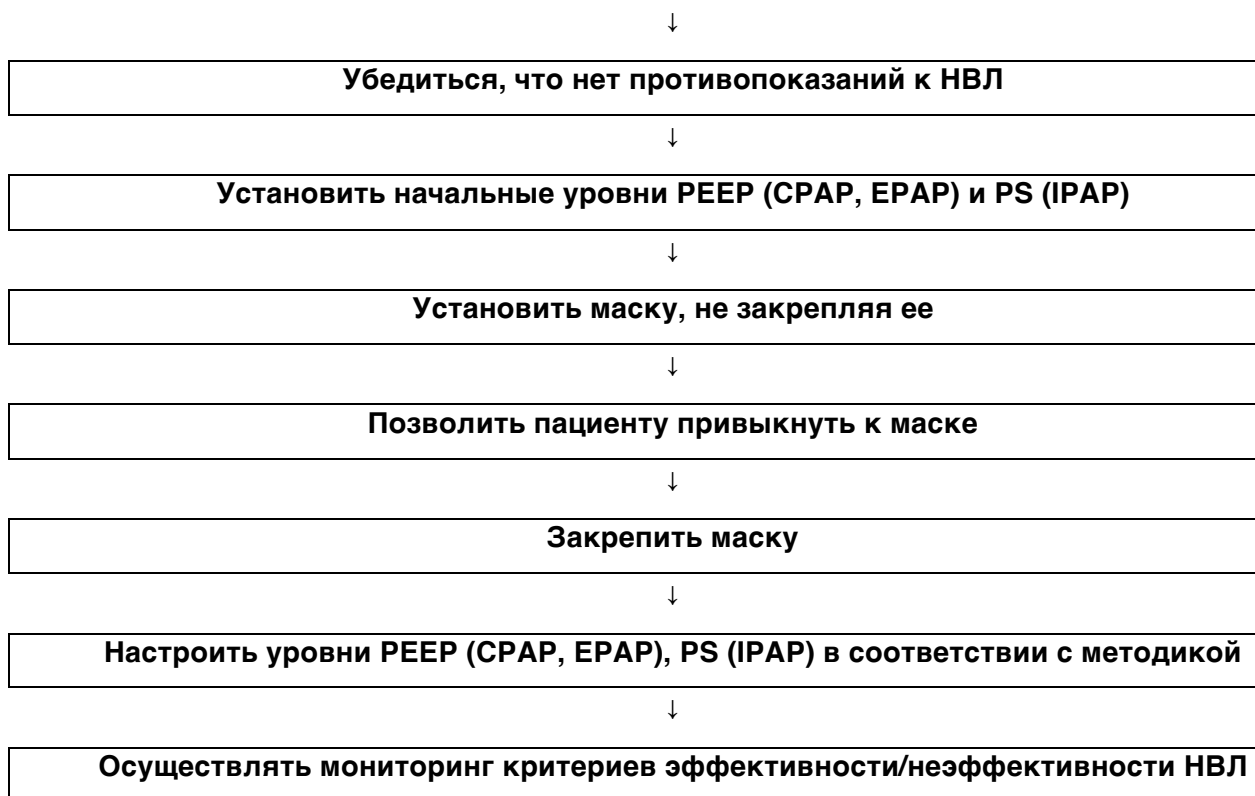 ↓
Убедиться, что нет противопоказаний к НВЛ
↓
Установить начальные уровни PEEP (CPAP, EPAP) и PS (IPAP)
↓
Установить маску, не закрепляя ее
↓
Позволить пациенту привыкнуть к маске
↓
Закрепить маску
↓
Настроить уровни PEEP (CPAP, EPAP), PS (IPAP) в соответствии с методикой
↓
Осуществлять мониторинг критериев эффективности/неэффективности НВЛ